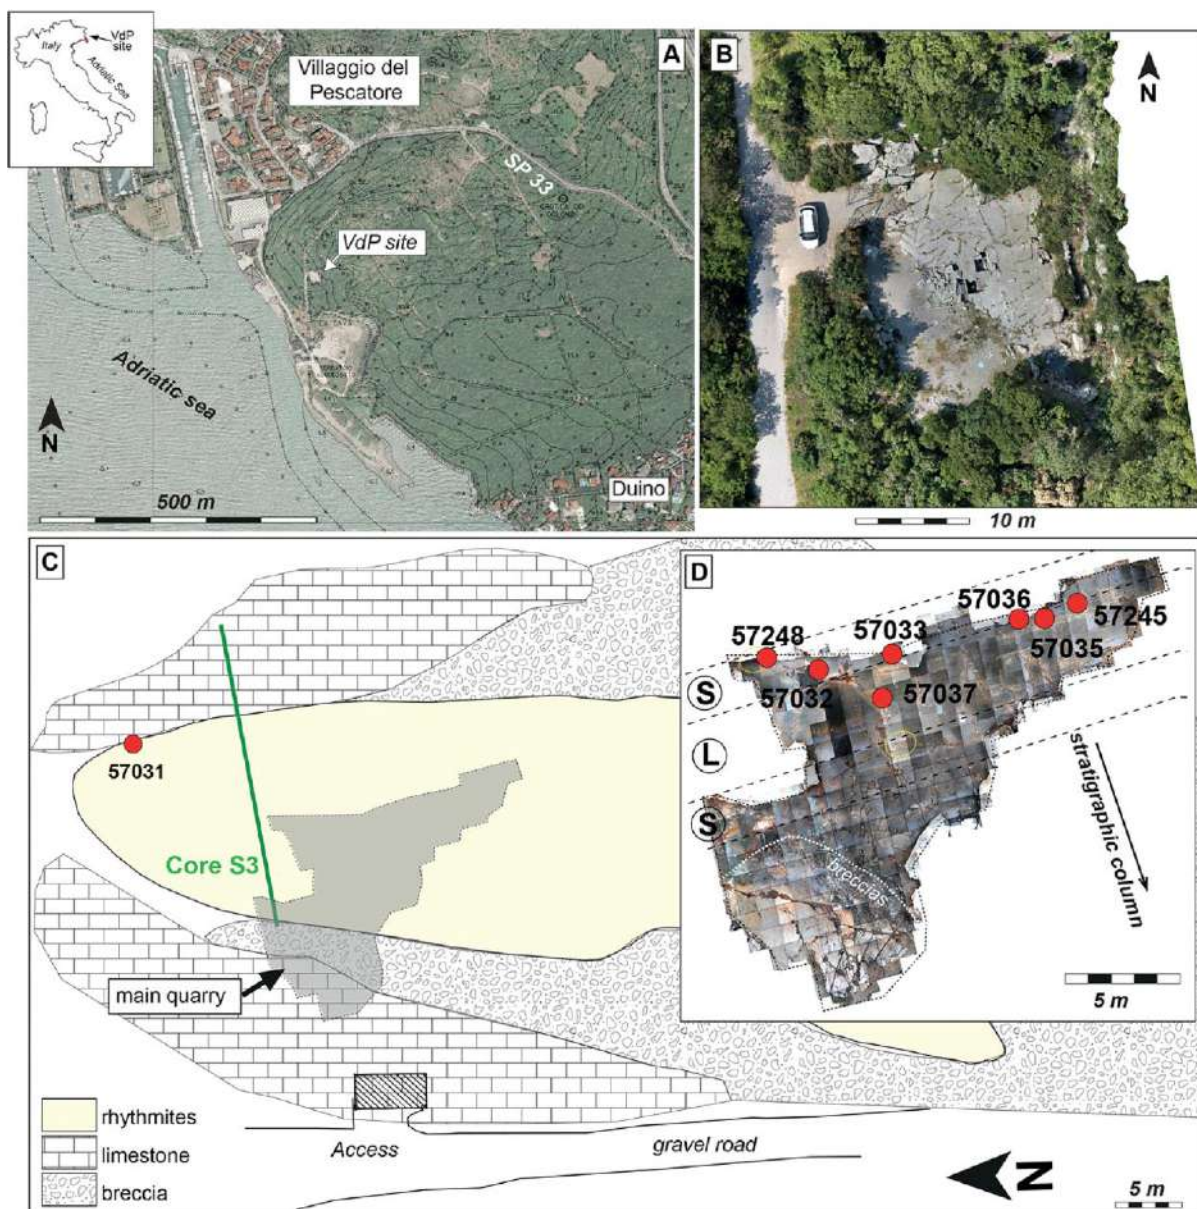 VdP
site
Italy
Adriatic Sea
A
VILLAGGIO
Villaggio del
Pescatore
SP 33
VdP site
Adriatic sea
N
500 m
Duino
B
N
10 m
C
57031
Core S3
main quarry
rhythmites
limestone
breccia
Access
gravel road
N
5 m
D
57036
57245
57248
57033
57035
57032
57037
S
L
S
breccias
stratigraphic column
5 m